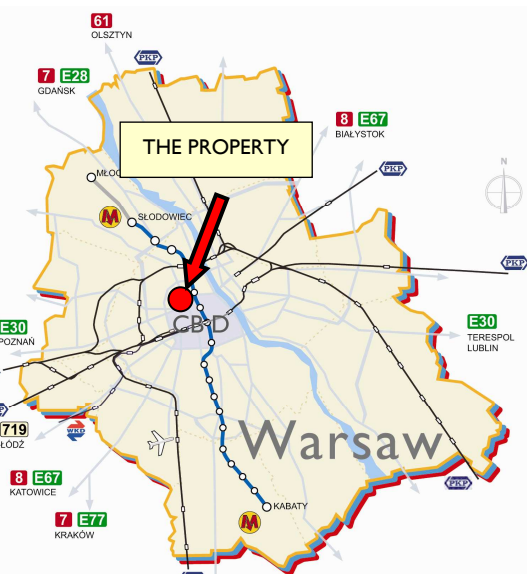 61
OLSZTYN
PKP
7 E28
GDAŃSK
8 E67
BIAŁYSTOK
THE PROPERTY
PKP
N
M
SŁODOWIEC
PKP
CBD
E30
POZNAŃ
E30
TERESPOL
LUBLIN
719
WKD
Warsaw
8 E67
KATOWICE
PKP
KABATY
7 E77
M
KRAKÓW